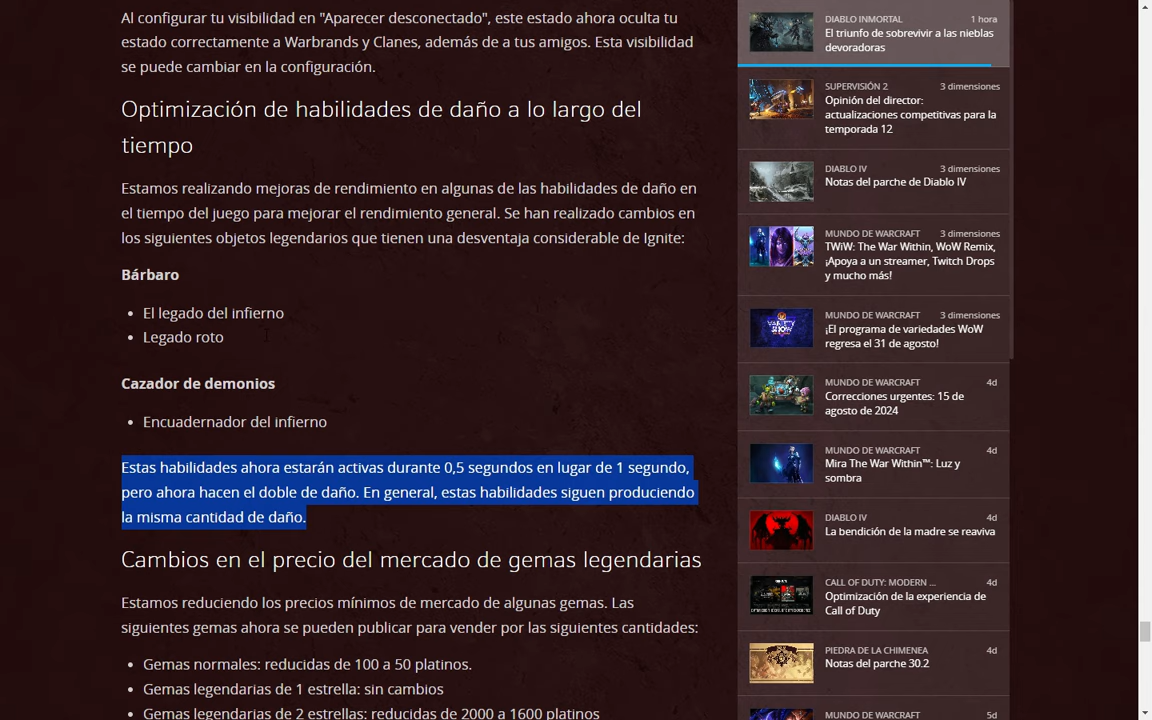 Al configurar tu visibilidad en "Aparecer desconectado", este estado ahora oculta tu
estado correctamente a Warbrands y Clanes, además de a tus amigos. Esta visibilidad
se puede cambiar en la configuración.
Optimización de habilidades de daño a lo largo del
tiempo
Estamos realizando mejoras de rendimiento en algunas de las habilidades de daño en
el tiempo del juego para mejorar el rendimiento general. Se han realizado cambios en
los siguientes objetos legendarios que tienen una desventaja considerable de Ignite:
Bárbaro
• El legado del infierno
• Legado roto
Cazador de demonios
• Encuadernador del infierno
Estas habilidades ahora estarán activas durante 0,5 segundos en lugar de 1 segundo,
pero ahora hacen el doble de daño. En general, estas habilidades siguen produciendo
la misma cantidad de daño.
Cambios en el precio del mercado de gemas legendarias
Estamos reduciendo los precios mínimos de mercado de algunas gemas. Las
siguientes gemas ahora se pueden publicar para vender por las siguientes cantidades:
• Gemas normales: reducidas de 100 a 50 platinos.
• Gemas legendarias de 1 estrella: sin cambios
• Gemas legendarias de 2 estrellas: reducidas de 2000 a 1600 platinos
DIABLO INMORTAL 1 hora
El triunfo de sobrevivir a las nieblas
devoradoras
SUPERVISIÓN 2 3 dimensiones
Opinión del director:
actualizaciones competitivas para la
temporada 12
DIABLO IV 3 dimensiones
Notas del parche de Diablo IV
MUNDO DE WARCRAFT 3 dimensiones
TWiW: The War Within, WoW Remix,
¡Apoya a un streamer, Twitch Drops
y mucho más!
MUNDO DE WARCRAFT 3 dimensiones
¡El programa de variedades WoW
regresa el 31 de agosto!
MUNDO DE WARCRAFT 4d
Correcciones urgentes: 15 de
agosto de 2024
MUNDO DE WARCRAFT 4d
Mira The War Within™: Luz y
sombra
DIABLO IV 4d
La bendición de la madre se reaviva
CALL OF DUTY: MODERN ... 4d
Optimización de la experiencia de
Call of Duty
PIEDRA DE LA CHIMENEA 4d
Notas del parche 30.2
MUNDO DE WARCRAFT 5d